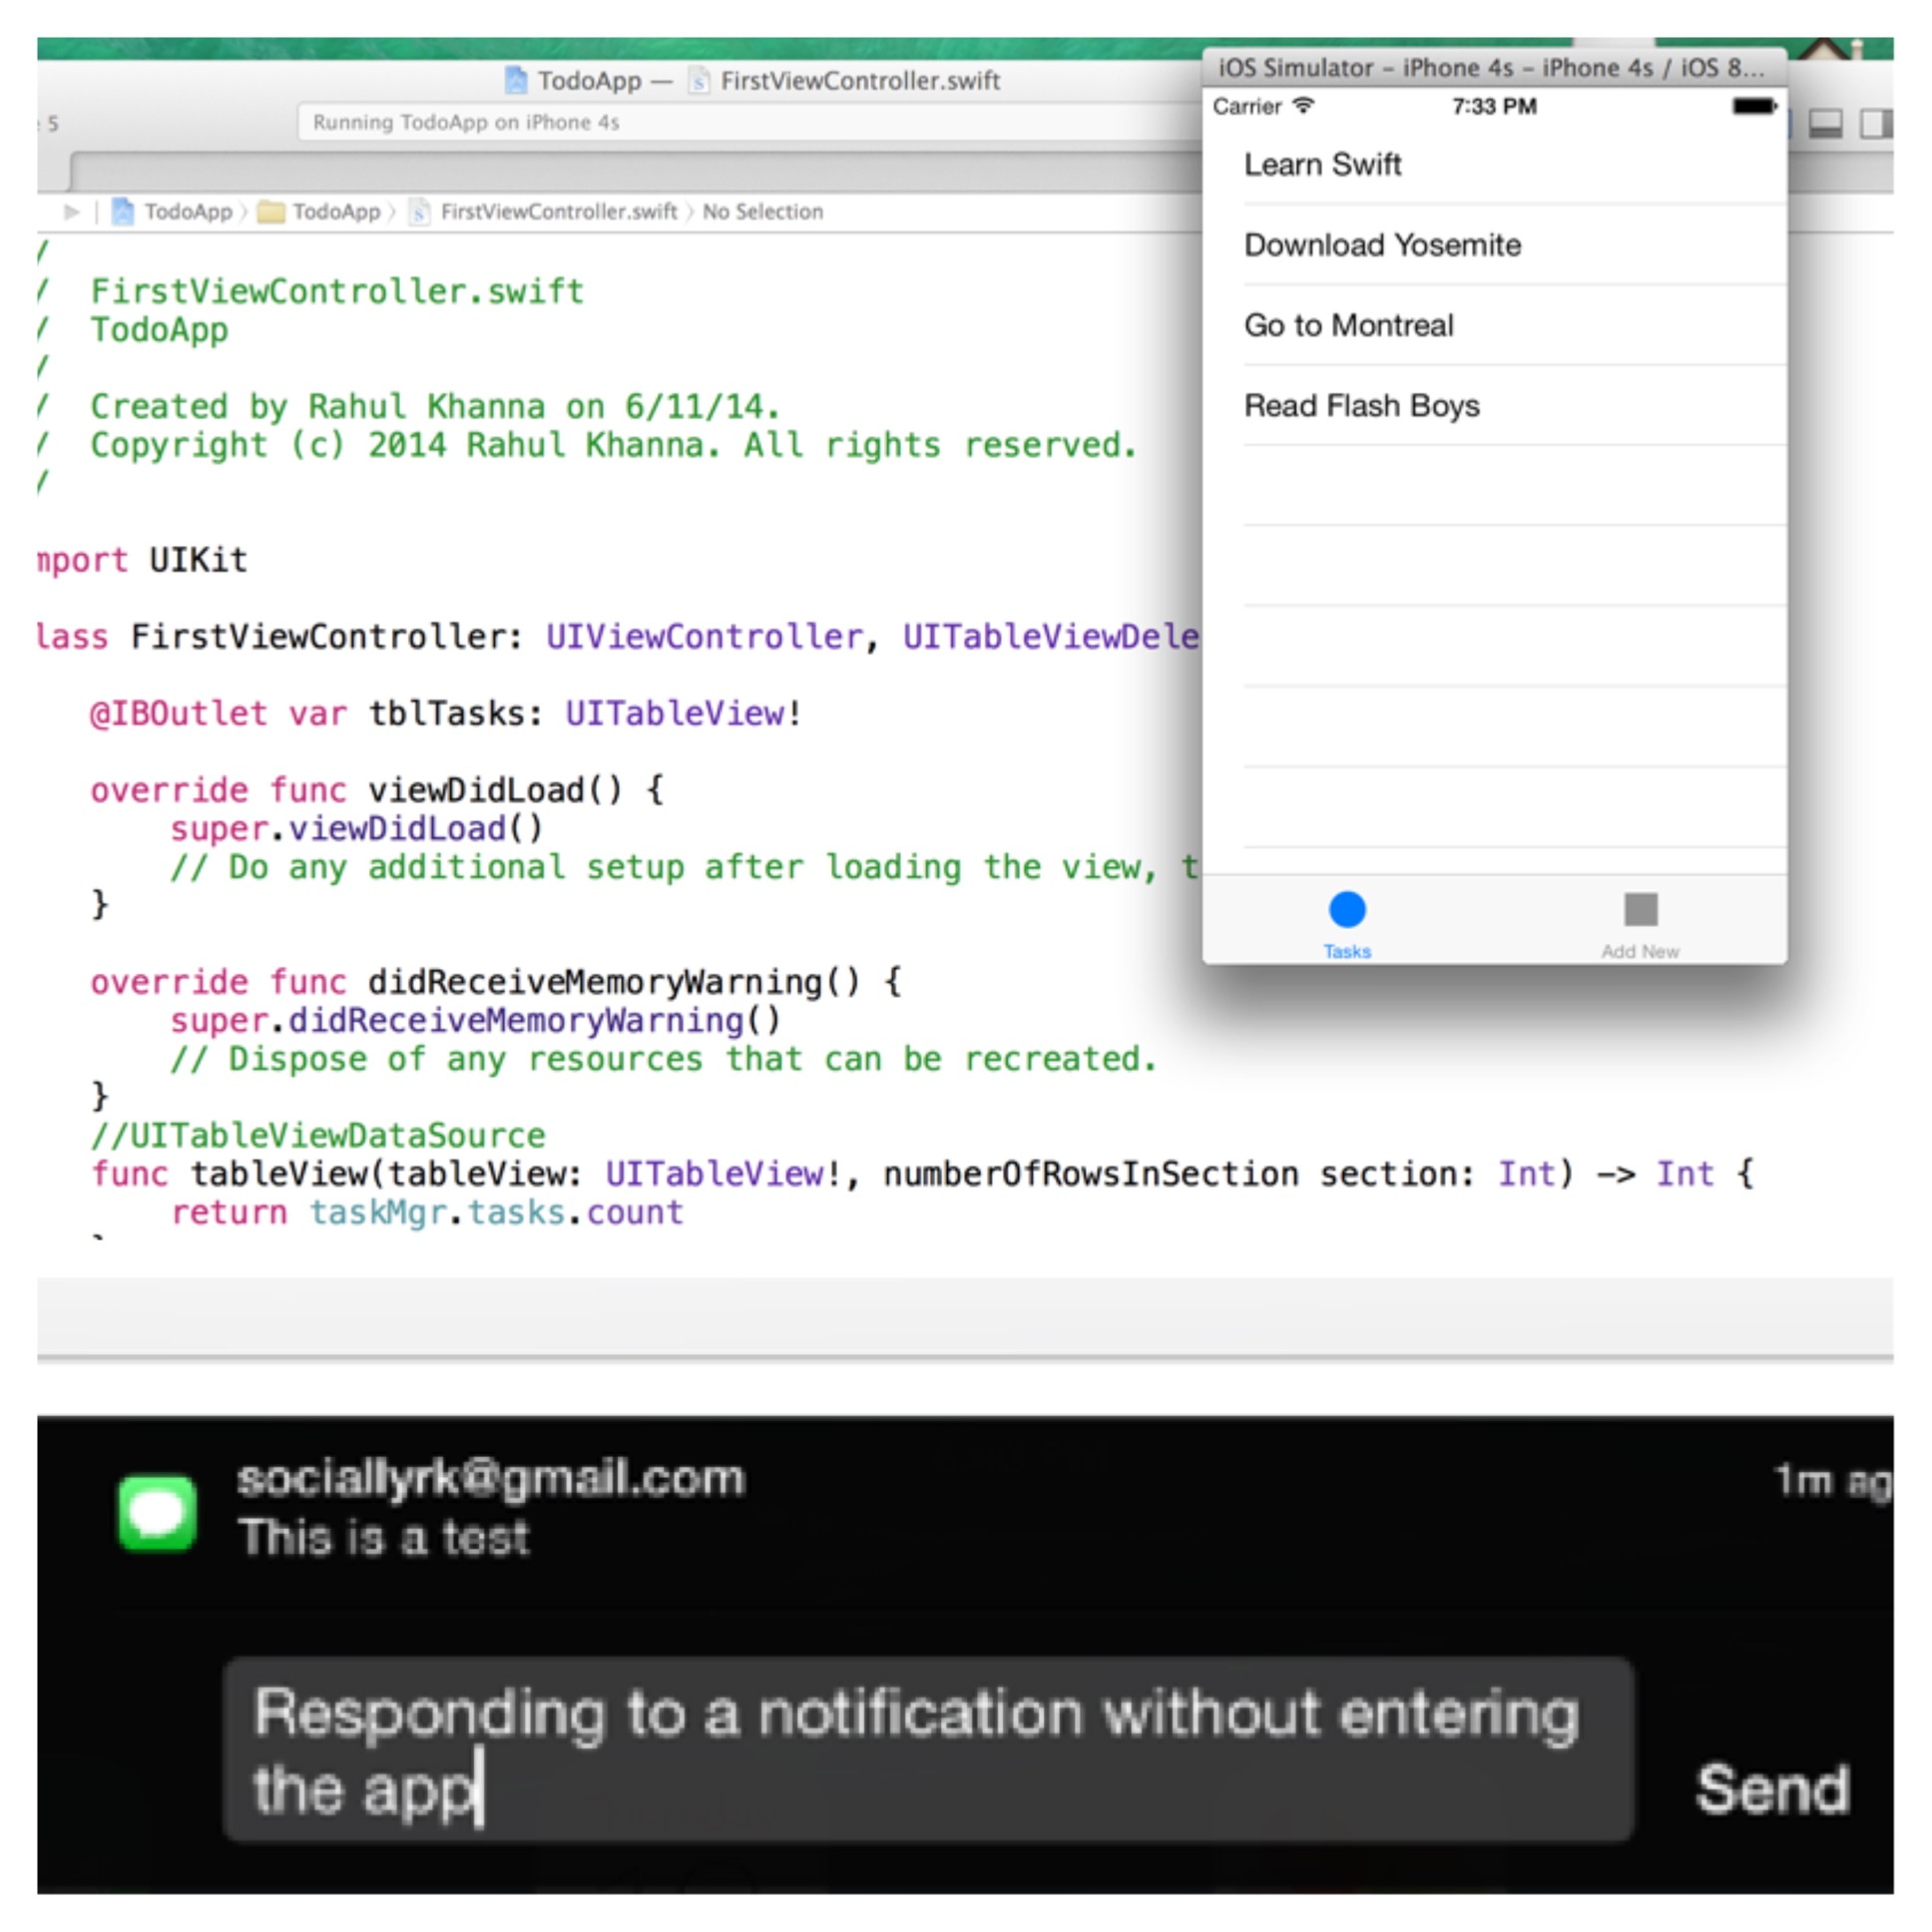 TodoApp — FirstViewController.swift
: 5
Running TodoApp on iPhone 4s
TodoApp TodoApp FirstViewController.swift No Selection
/
/ FirstViewController.swift
/ TodoApp
/
/ Created by Rahul Khanna on 6/11/14.
/ Copyright (c) 2014 Rahul Khanna. All rights reserved.
/
mport UIKit
lass FirstViewController: UIViewController, UITableViewDele
@IBOutlet var tblTasks: UITableView!
override func viewDidLoad() {
super.viewDidLoad()
// Do any additional setup after loading the view, t
}
override func didReceiveMemoryWarning() {
super.didReceiveMemoryWarning()
// Dispose of any resources that can be recreated.
}
//UITableViewDataSource
func tableView(tableView: UITableView!, numberOfRowsInSection section: Int) -> Int {
return taskMgr.tasks.count
iOS Simulator – iPhone 4s – iPhone 4s / iOS 8...
Carrier 7:33 PM
Learn Swift
Download Yosemite
Go to Montreal
Read Flash Boys
Tasks Add New
sociallyrk@gmail.com 1m ag
This is a test
Responding to a notification without entering
the app
Send